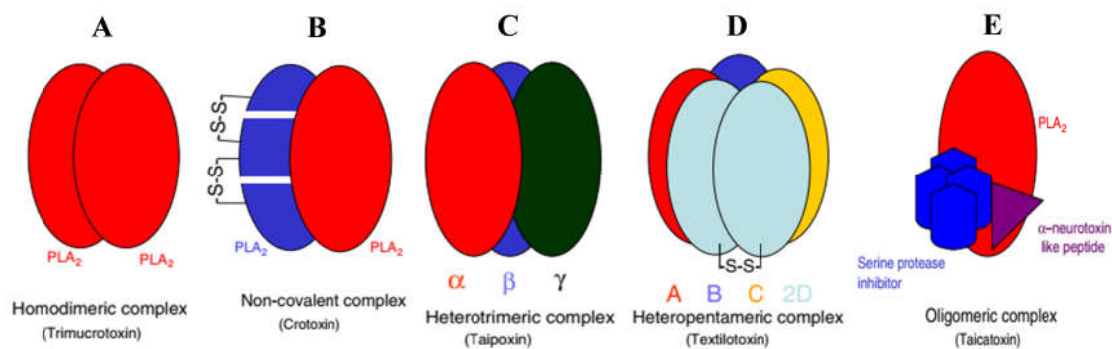 A
PLA2
PLA2
Homodimeric complex
(Trimucrotoxin)
B
S-S
S-S
PLA2
PLA2
Non-covalent complex
(Crotoxin)
C
α β γ
Heterotrimeric complex
(Taipoxin)
D
S-S
A B C 2D
Heteropentameric complex
(Textilotoxin)
E
PLA2
α-neurotoxin
like peptide
Serine protease
inhibitor
Oligomeric complex
(Taicatoxin)